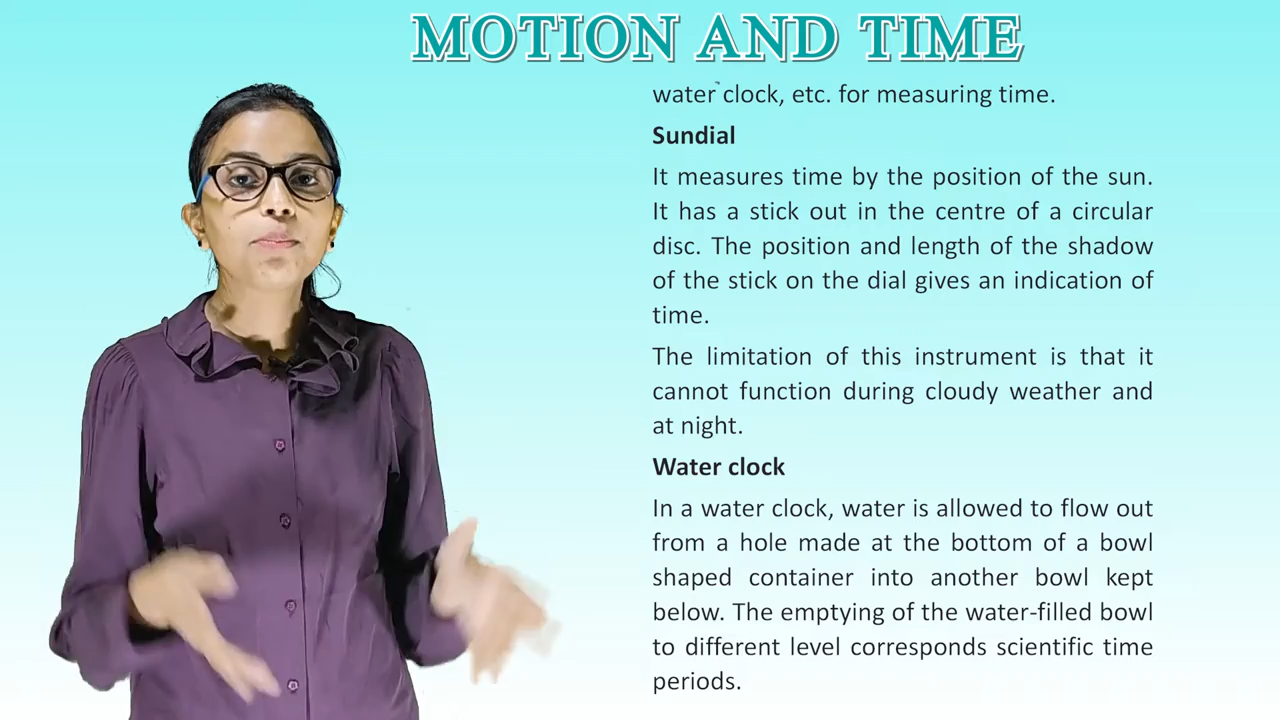 MOTION AND TIME
water clock, etc. for measuring time.
Sundial
It measures time by the position of the sun.
It has a stick out in the centre of a circular
disc. The position and length of the shadow
of the stick on the dial gives an indication of
time.
The limitation of this instrument is that it
cannot function during cloudy weather and
at night.
Water clock
In a water clock, water is allowed to flow out
from a hole made at the bottom of a bowl
shaped container into another bowl kept
below. The emptying of the water-filled bowl
to different level corresponds scientific time
periods.